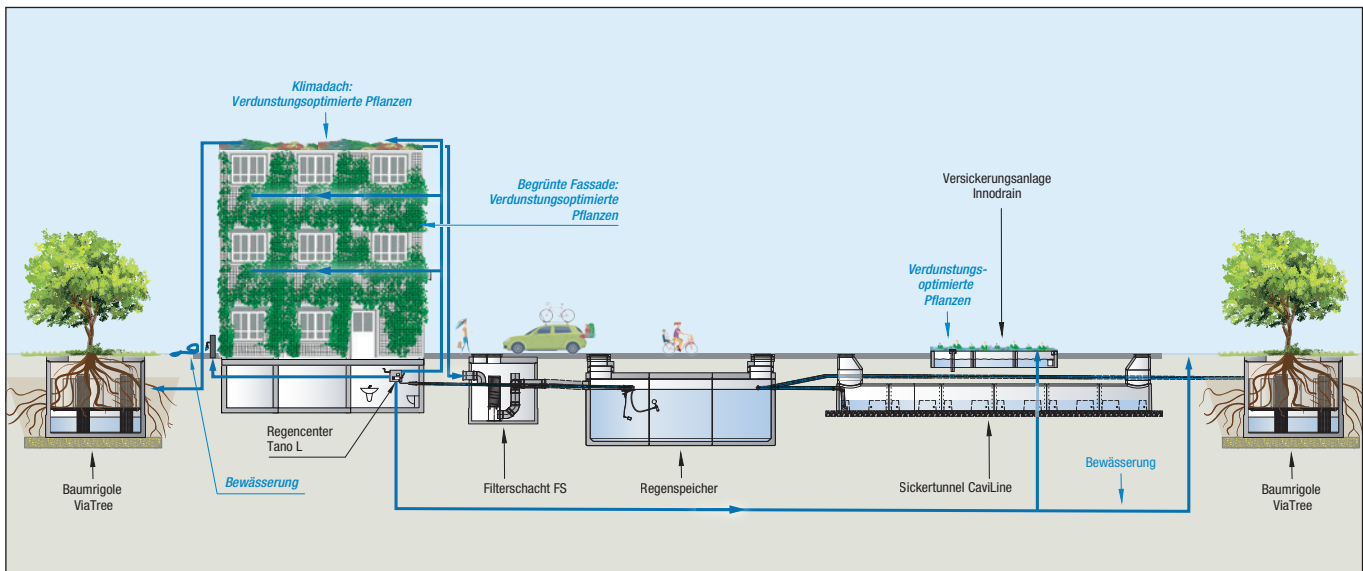 Klimadach:
Verdunstungsoptimierte Pflanzen
Begrünte Fassade:
Verdunstungsoptimierte
Pflanzen
Versickerungsanlage
Innodrain
Verdunstungs-
optimierte
Pflanzen
Regencenter
Tano L
Bewässerung
Baumrigole
ViaTree
Filterschacht FS
Regenspeicher
Sickertunnel CaviLine
Bewässerung
Baumrigole
ViaTree